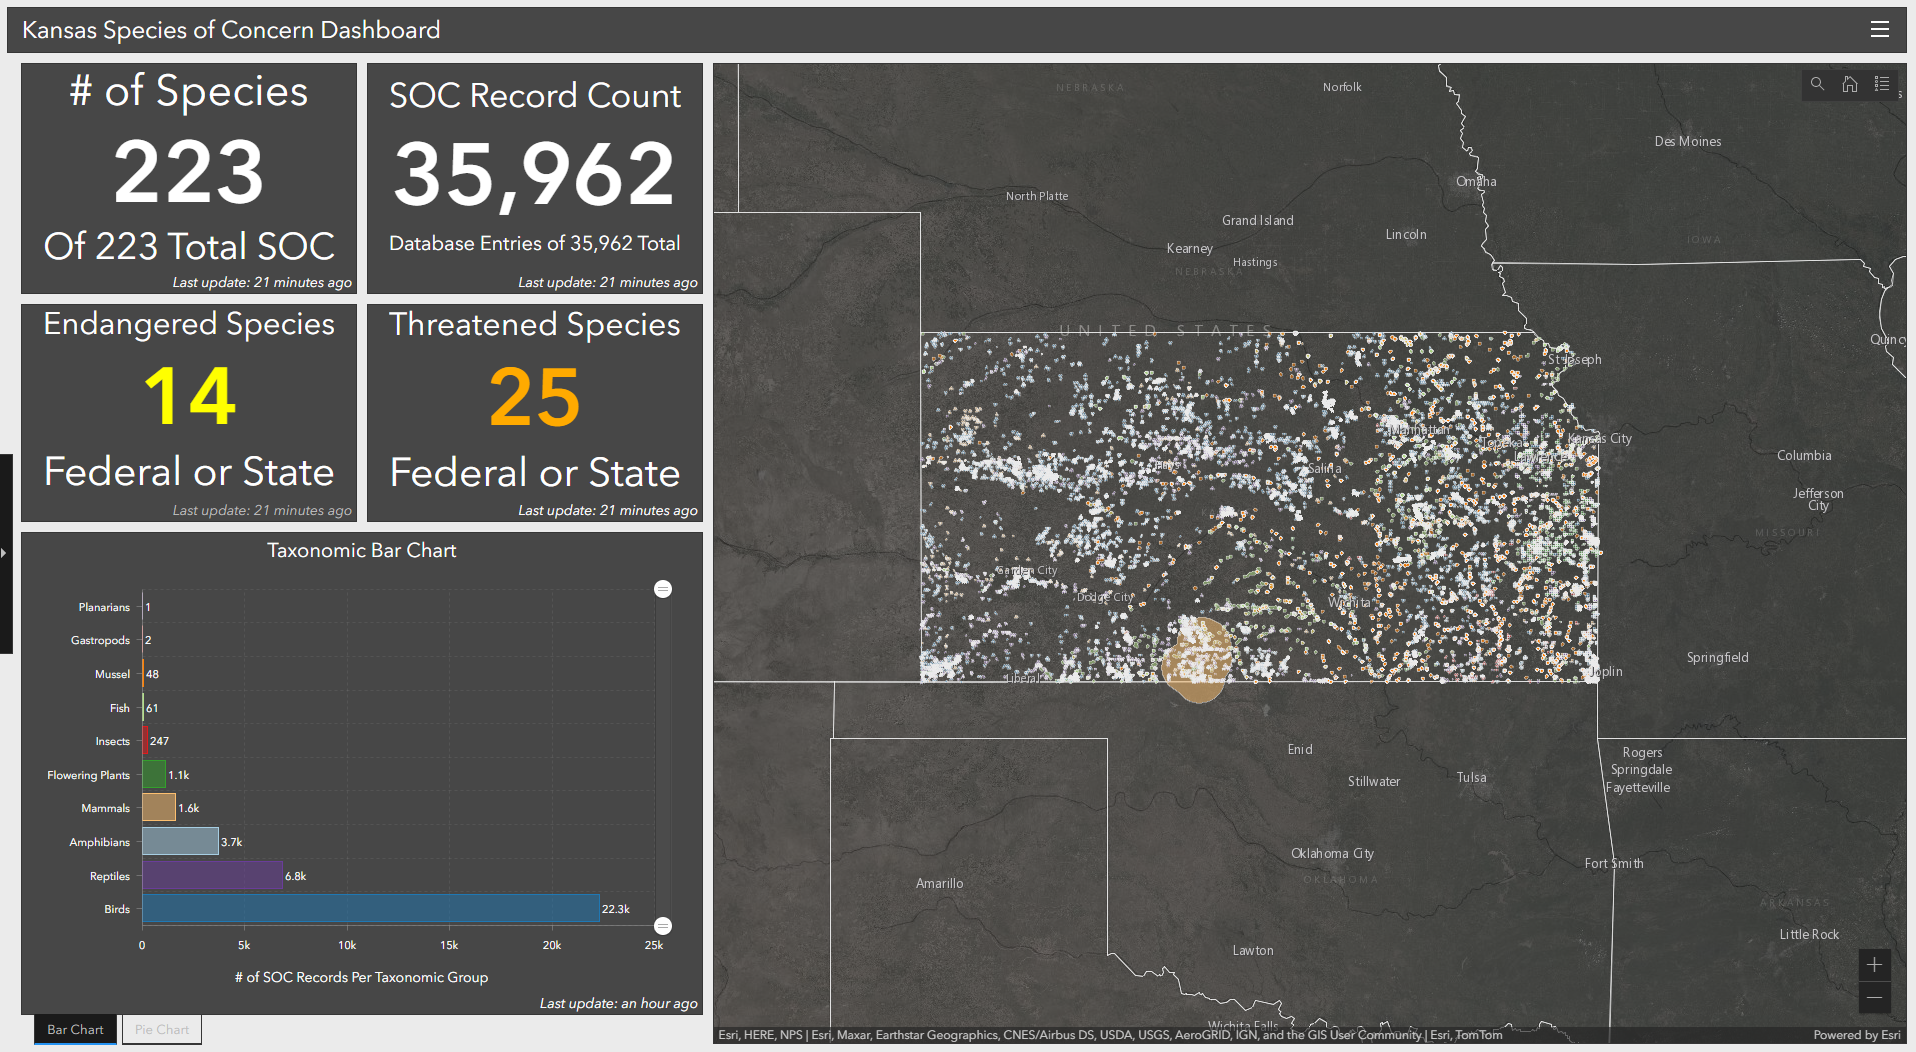 Kansas Species of Concern Dashboard
# of Species
223
Of 223 Total SOC
Last update: 21 minutes ago
SOC Record Count
35,962
Database Entries of 35,962 Total
Last update: 21 minutes ago
Endangered Species
14
Federal or State
Last update: 21 minutes ago
Threatened Species
25
Federal or State
Last update: 21 minutes ago
Taxonomic Bar Chart
Planarians 1
Gastropods 2
Mussel 48
Fish 61
Insects 247
Flowering Plants 1.1k
Mammals 1.6k
Amphibians 3.7k
Reptiles 6.8k
Birds 22.3k
0 5k 10k 15k 20k 25k
# of SOC Records Per Taxonomic Group
Last update: an hour ago
Bar Chart
Pie Chart
NEBRASKA
Norfolk
Des Moines
Omaha
North Platte
Grand Island
Lincoln
IOWA
Kearney
Hastings
NEBRASKA
UNITED STATES
Quincy
St Joseph
Manhattan
Topeka
Kansas City
Lawrence
Columbia
Hays
Salina
Jefferson
City
MISSOURI
Garden City
Dodge City
Wichita
Springfield
Liberal
Joplin
Enid
Rogers
Springdale
Fayetteville
Stillwater
Tulsa
Oklahoma City
Fort Smith
OKLAHOMA
Amarillo
ARKANSAS
Little Rock
Lawton
Wichita Falls
Esri, HERE, NPS | Esri, Maxar, Earthstar Geographics, CNES/Airbus DS, USDA, USGS, AeroGRID, IGN, and the GIS User Community | Esri, TomTom
Powered by Esri